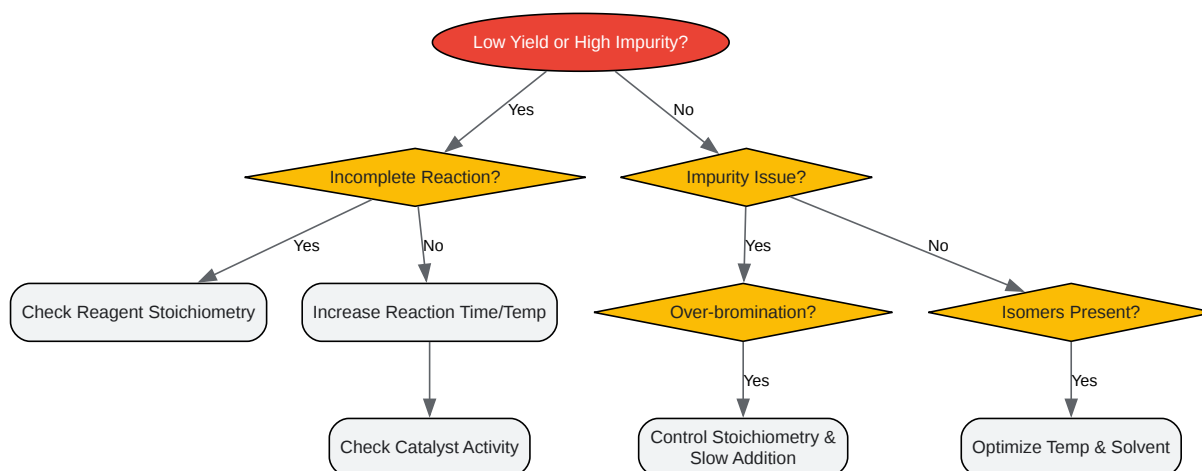 Low Yield or High Impurity?
Yes
No
Incomplete Reaction?
Impurity Issue?
Yes
No
Yes
No
Check Reagent Stoichiometry
Increase Reaction Time/Temp
Over-bromination?
Isomers Present?
Yes
Yes
Check Catalyst Activity
Control Stoichiometry &
Slow Addition
Optimize Temp & Solvent